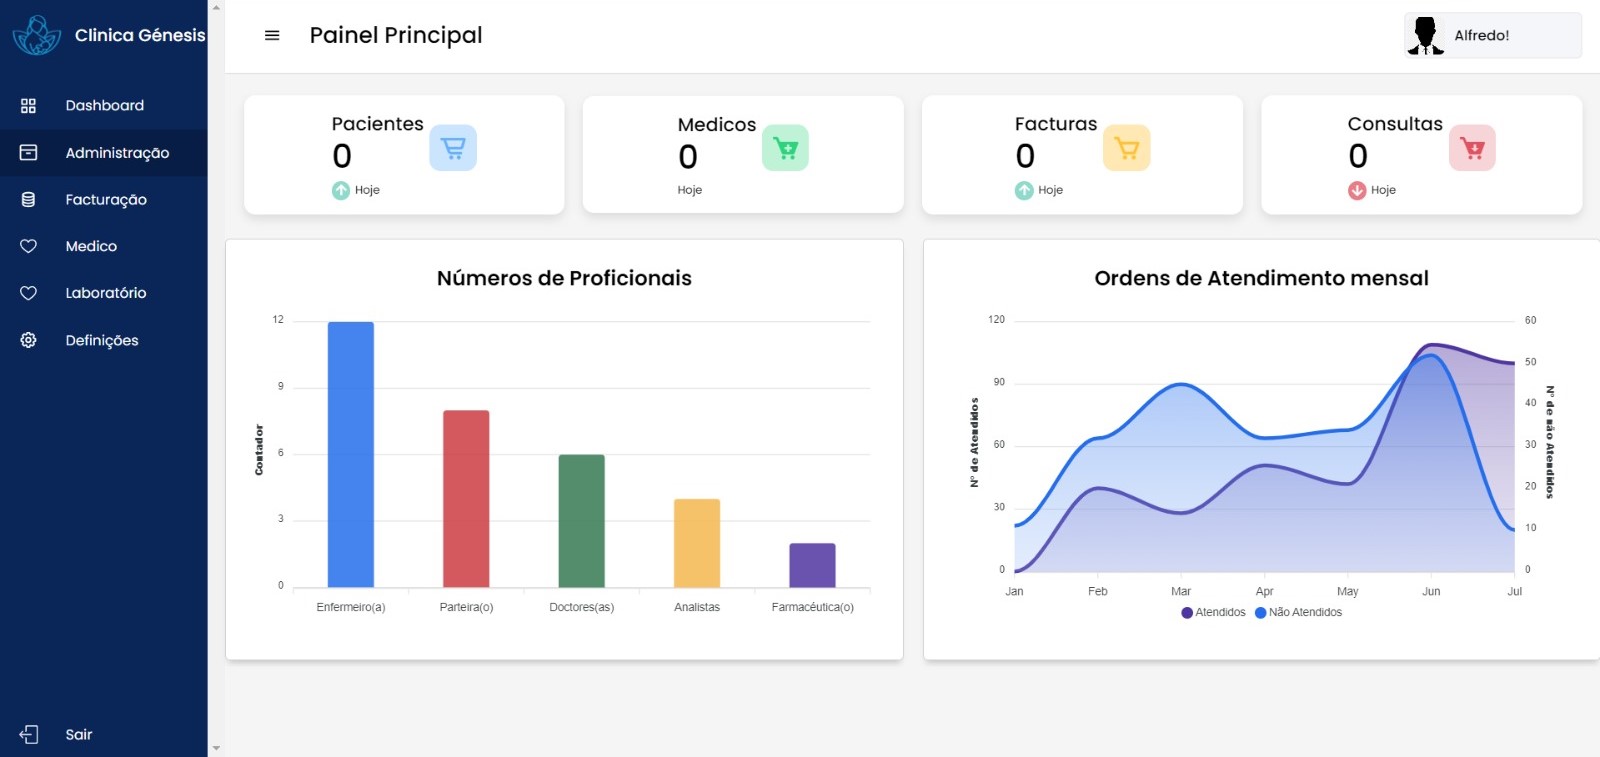 Clinica Génesis
Painel Principal
Alfredo!
Dashboard
Administração
Facturação
Medico
Laboratório
Definições
Sair
Pacientes
0
Hoje
Medicos
0
Hoje
Facturas
0
Hoje
Consultas
0
Hoje
Números de Proficionais
12
9
6
3
0
Contador
Enfermeiro(a) Parteira(o) Doctores(as) Analistas Farmacéutica(o)
Ordens de Atendimento mensal
120
90
60
30
0
N° de Atendidos
60
50
40
30
20
10
0
N° de não Atendidos
Jan Feb Mar Apr May Jun Jul
Atendidos Não Atendidos